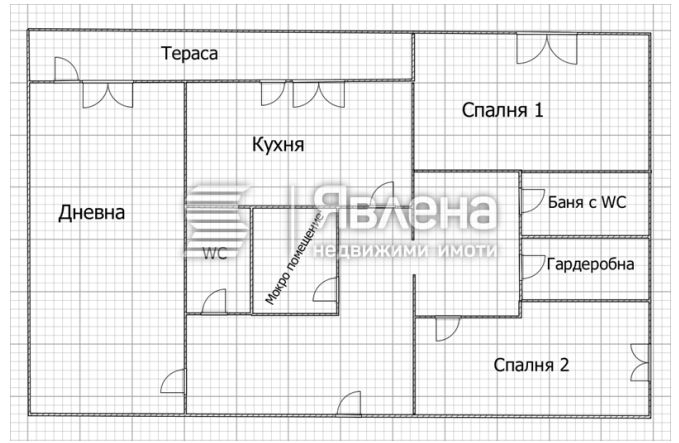 Тераса
Спалня 1
Кухня
Дневна
Явлена
недвижими имоти
Баня с WC
WC
Мокро помещение
Гардеробна
Спалня 2